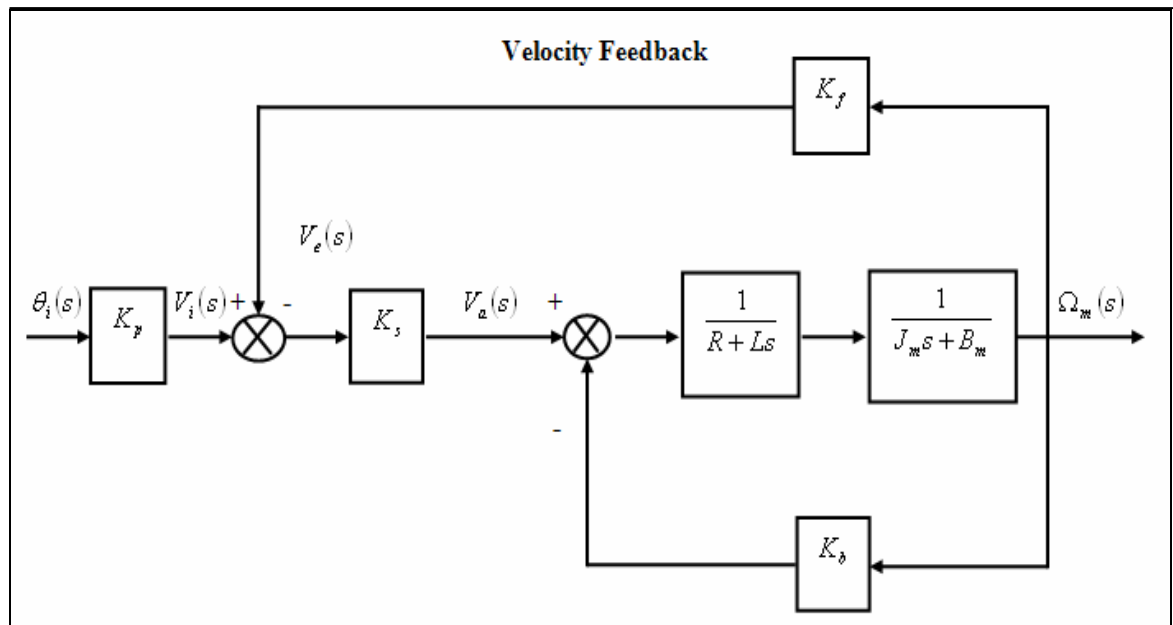 Velocity Feedback
K_f
V_e(s)
θ_i(s)
K_p
V_i(s)
+
-
K_s
V_a(s)
+
-
1
R + Ls
1
J_m s + B_m
Ω_m(s)
K_b